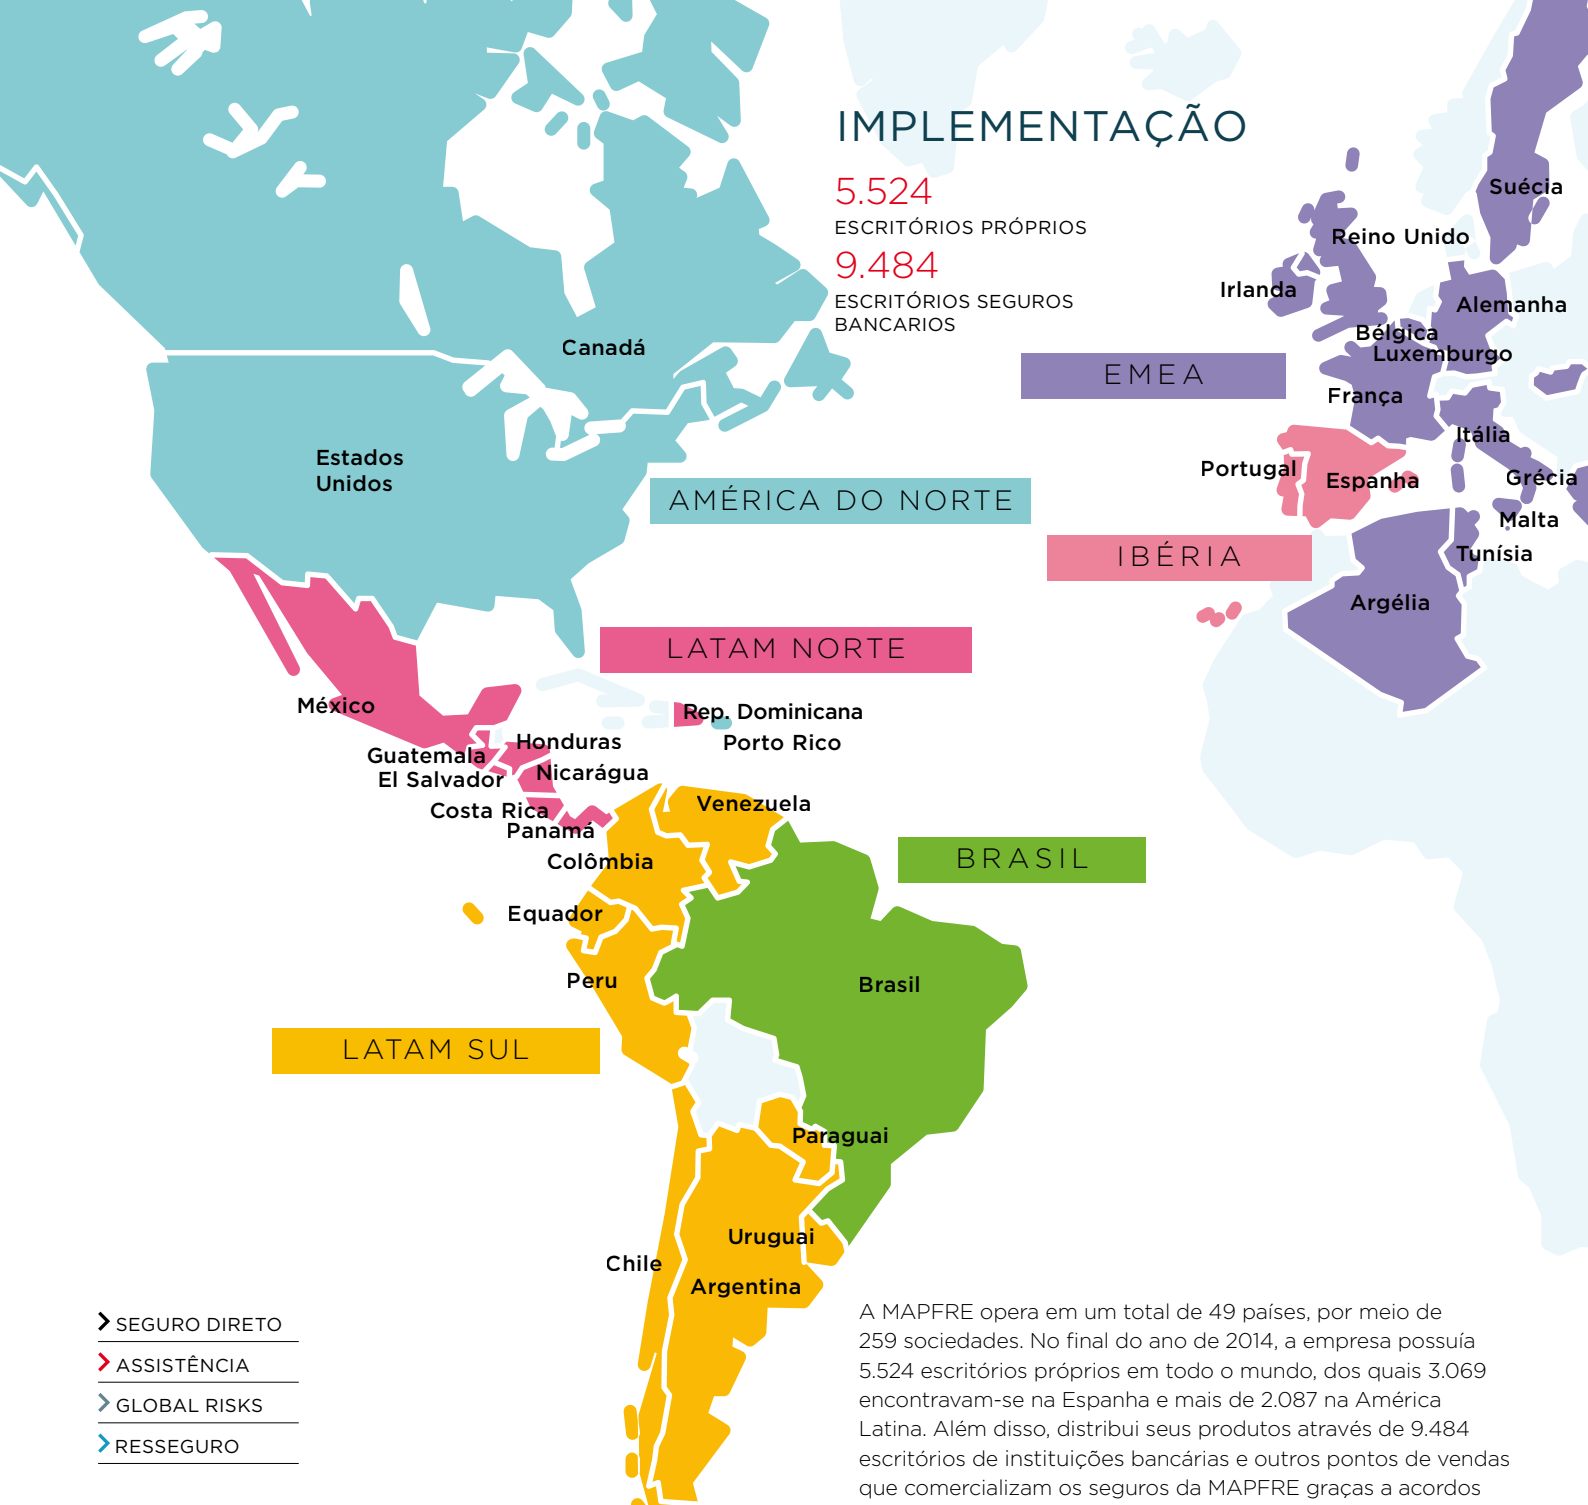 IMPLEMENTAÇÃO
5.524
ESCRITÓRIOS PRÓPRIOS
9.484
ESCRITÓRIOS SEGUROS
BANCARIOS
Suécia
Reino Unido
Irlanda
Alemanha
Bélgica
Luxemburgo
Canadá
EMEA
França
Itália
Estados
Unidos
Portugal
Espanha
Grécia
AMÉRICA DO NORTE
Malta
IBÉRIA
Tunísia
Argélia
LATAM NORTE
México
Rep. Dominicana
Porto Rico
Honduras
Guatemala
Nicarágua
El Salvador
Costa Rica
Panamá
Venezuela
Colômbia
BRASIL
Equador
Peru
Brasil
LATAM SUL
Paraguai
Uruguai
Chile
Argentina
SEGURO DIRETO
ASSISTÊNCIA
GLOBAL RISKS
RESSEGURO
A MAPFRE opera em um total de 49 países, por meio de
259 sociedades. No final do ano de 2014, a empresa possuía
5.524 escritórios próprios em todo o mundo, dos quais 3.069
encontravam-se na Espanha e mais de 2.087 na América
Latina. Além disso, distribui seus produtos através de 9.484
escritórios de instituições bancárias e outros pontos de vendas
que comercializam os seguros da MAPFRE graças a acordos